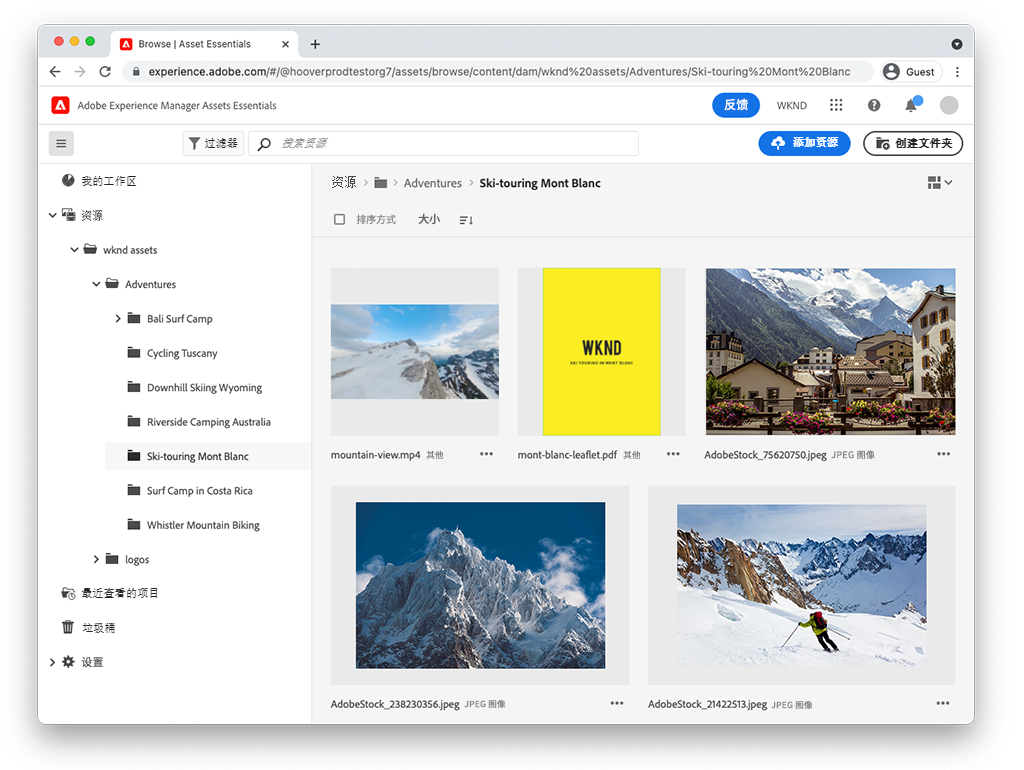 Browse | Asset Essentials
experience.adobe.com/#/@hooverprodtestorg7/assets/browse/content/dam/wknd%20assets/Adventures/Ski-touring%20Mont%20Blanc
Guest
Adobe Experience Manager Assets Essentials
反馈
WKND
过滤器
搜索资源
添加资源
创建文件夹
我的工作区
资源
wknd assets
Adventures
Bali Surf Camp
Cycling Tuscany
Downhill Skiing Wyoming
Riverside Camping Australia
Ski-touring Mont Blanc
Surf Camp in Costa Rica
Whistler Mountain Biking
logos
最近查看的项目
垃圾桶
设置
资源 Adventures Ski-touring Mont Blanc
排序方式 大小
WKND
SKI TOURING IN MONT BLANC
mountain-view.mp4 其他
mont-blanc-leaflet.pdf 其他
AdobeStock_75620750.jpeg JPEG 图像
AdobeStock_238230356.jpeg JPEG 图像
AdobeStock_21422513.jpeg JPEG 图像